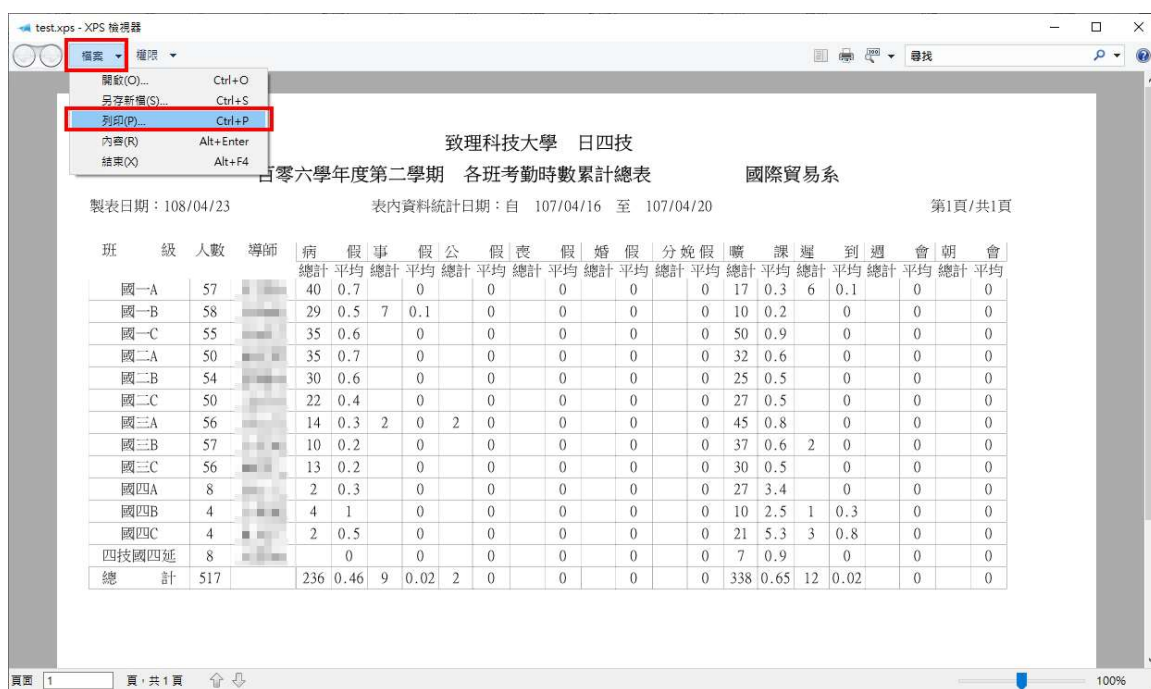 test.xps - XPS 檢視器
檔案 權限 尋找
開啟(O)... Ctrl+O
另存新檔(S)... Ctrl+S
列印(P)... Ctrl+P
內容(R) Alt+Enter
結束(X) Alt+F4
致理科技大學 日四技
百零六學年度第二學期 各班考勤時數累計總表 國際貿易系
製表日期：108/04/23 表內資料統計日期：自 107/04/16 至 107/04/20 第1頁/共1頁
班 級 人數 導師 病 假 事 假 公 假 喪 假 婚 假 分娩假 曠 課 遲 到 週 會 朝 會
總計 平均 總計 平均 總計 平均 總計 平均 總計 平均 總計 平均 總計 平均 總計 平均 總計 平均 總計 平均
國一A 57 40 0.7 0 0 0 0 0 17 0.3 6 0.1 0 0
國一B 58 29 0.5 7 0.1 0 0 0 0 10 0.2 0 0 0
國一C 55 35 0.6 0 0 0 0 0 50 0.9 0 0 0
國二A 50 35 0.7 0 0 0 0 0 32 0.6 0 0 0
國二B 54 30 0.6 0 0 0 0 0 25 0.5 0 0 0
國二C 50 22 0.4 0 0 0 0 0 27 0.5 0 0 0
國三A 56 14 0.3 2 0 2 0 0 0 0 45 0.8 0 0 0
國三B 57 10 0.2 0 0 0 0 0 37 0.6 2 0 0 0
國三C 56 13 0.2 0 0 0 0 0 30 0.5 0 0 0
國四A 8 2 0.3 0 0 0 0 0 27 3.4 0 0 0
國四B 4 4 1 0 0 0 0 0 10 2.5 1 0.3 0 0
國四C 4 2 0.5 0 0 0 0 0 21 5.3 3 0.8 0 0
四技國四延 8 0 0 0 0 0 0 7 0.9 0 0 0
總 計 517 236 0.46 9 0.02 2 0 0 0 0 338 0.65 12 0.02 0 0
頁面 1 頁，共1頁 100%